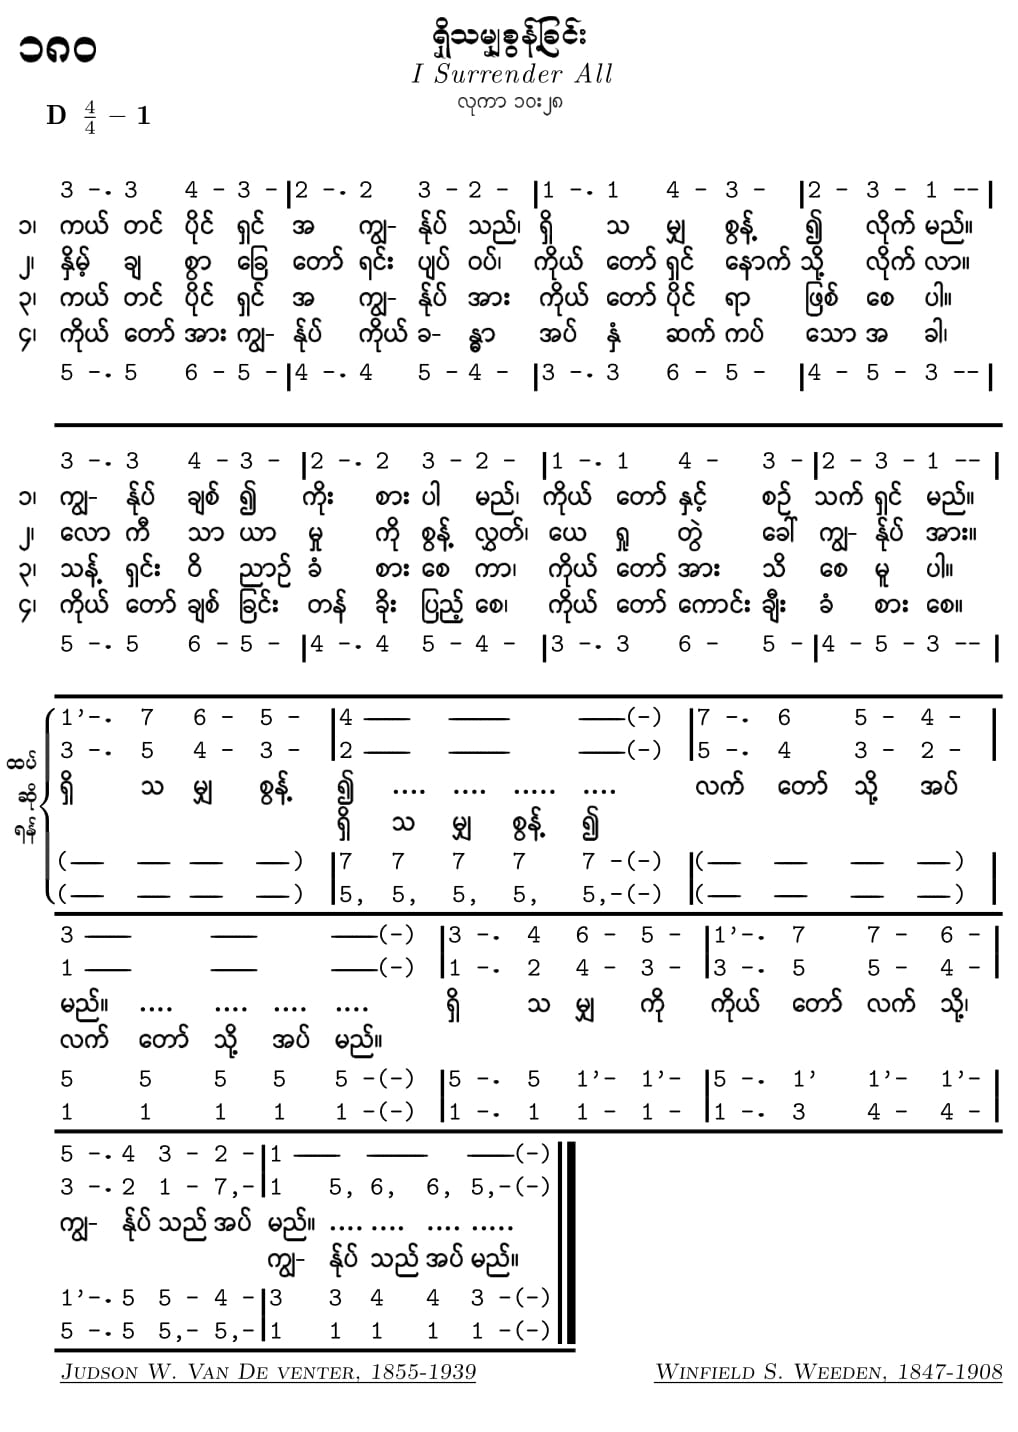 ၁၈၀
ရှိသမျှစွန့်ခြင်း
I Surrender All
လုကာ ၁၀း၂၈
D 4/4 – 1
3 -. 3 4 - 3 - |2 -. 2 3 - 2 - |1 -. 1 4 - 3 - |2 - 3 - 1 -- |
၁၊ ကယ် တင် ပိုင် ရှင် အ ကျွ- န်ုပ် သည်၊ ရှိ သ မျှ စွန့် ၍ လိုက် မည်။
၂၊ နှိမ့် ချ စွာ ခြေ တော် ရင်း ပျပ် ဝပ်၊ ကိုယ် တော် ရှင် နောက် သို့ လိုက် လာ။
၃၊ ကယ် တင် ပိုင် ရှင် အ ကျွ- န်ုပ် အား ကိုယ် တော် ပိုင် ရာ ဖြစ် စေ ပါ။
၄၊ ကိုယ် တော် အား ကျွ- န်ုပ် ကိုယ် ခ- န္ဓာ အပ် နှံ ဆက် ကပ် သော အ ခါ၊
5 -. 5 6 - 5 - |4 -. 4 5 - 4 - |3 -. 3 6 - 5 - |4 - 5 - 3 -- |
3 -. 3 4 - 3 - |2 -. 2 3 - 2 - |1 -. 1 4 - 3 - |2 - 3 - 1 -- |
၁၊ ကျွ- န်ုပ် ချစ် ၍ ကိုး စား ပါ မည်၊ ကိုယ် တော် နှင့် စဉ် သက် ရှင် မည်။
၂၊ လော ကီ သာ ယာ မှု ကို စွန့် လွှတ်၊ ယေ ရှု တွဲ ခေါ် ကျွ- န်ုပ် အား။
၃၊ သန့် ရှင်း ဝိ ညာဉ် ခံ စား စေ ကာ၊ ကိုယ် တော် အား သိ စေ မူ ပါ။
၄၊ ကိုယ် တော် ချစ် ခြင်း တန် ခိုး ပြည့် စေ၊ ကိုယ် တော် ကောင်း ချီး ခံ စား စေ။
5 -. 5 6 - 5 - |4 -. 4 5 - 4 - |3 -. 3 6 - 5 - |4 - 5 - 3 -- |
ထပ်
ဆို
ရန်
1’-. 7 6 - 5 - |4 — — —(-) |7 -. 6 5 - 4 - |
3 -. 5 4 - 3 - |2 — — —(-) |5 -. 4 3 - 2 - |
ရှိ သ မျှ စွန့် ၍ .... .... ..... .... လက် တော် သို့ အပ်
ရှိ သ မျှ စွန့် ၍
(— — — —) |7 7 7 7 7 -(-) |(— — — —) |
(— — — —) |5, 5, 5, 5, 5,-(-) |(— — — —) |
3 — — —(-) |3 -. 4 6 - 5 - |1’-. 7 7 - 6 - |
1 — — —(-) |1 -. 2 4 - 3 - |3 -. 5 5 - 4 - |
မည်။ .... .... .... .... ရှိ သ မျှ ကို ကိုယ် တော် လက် သို့၊
လက် တော် သို့ အပ် မည်။
5 5 5 5 5 -(-) |5 -. 5 1’- 1’- |5 -. 1’ 1’- 1’- |
1 1 1 1 1 -(-) |1 -. 1 1 - 1 - |1 -. 3 4 - 4 - |
5 -. 4 3 - 2 - |1 — — —(-)
3 -. 2 1 - 7,- |1 5, 6, 6, 5,-(-)
ကျွ- န်ုပ် သည် အပ် မည်။ .... .... .... .....
ကျွ- န်ုပ် သည် အပ် မည်။
1’-. 5 5 - 4 - |3 3 4 4 3 -(-)
5 -. 5 5,- 5,- |1 1 1 1 1 -(-)
JUDSON W. VAN DE VENTER, 1855-1939
WINFIELD S. WEEDEN, 1847-1908